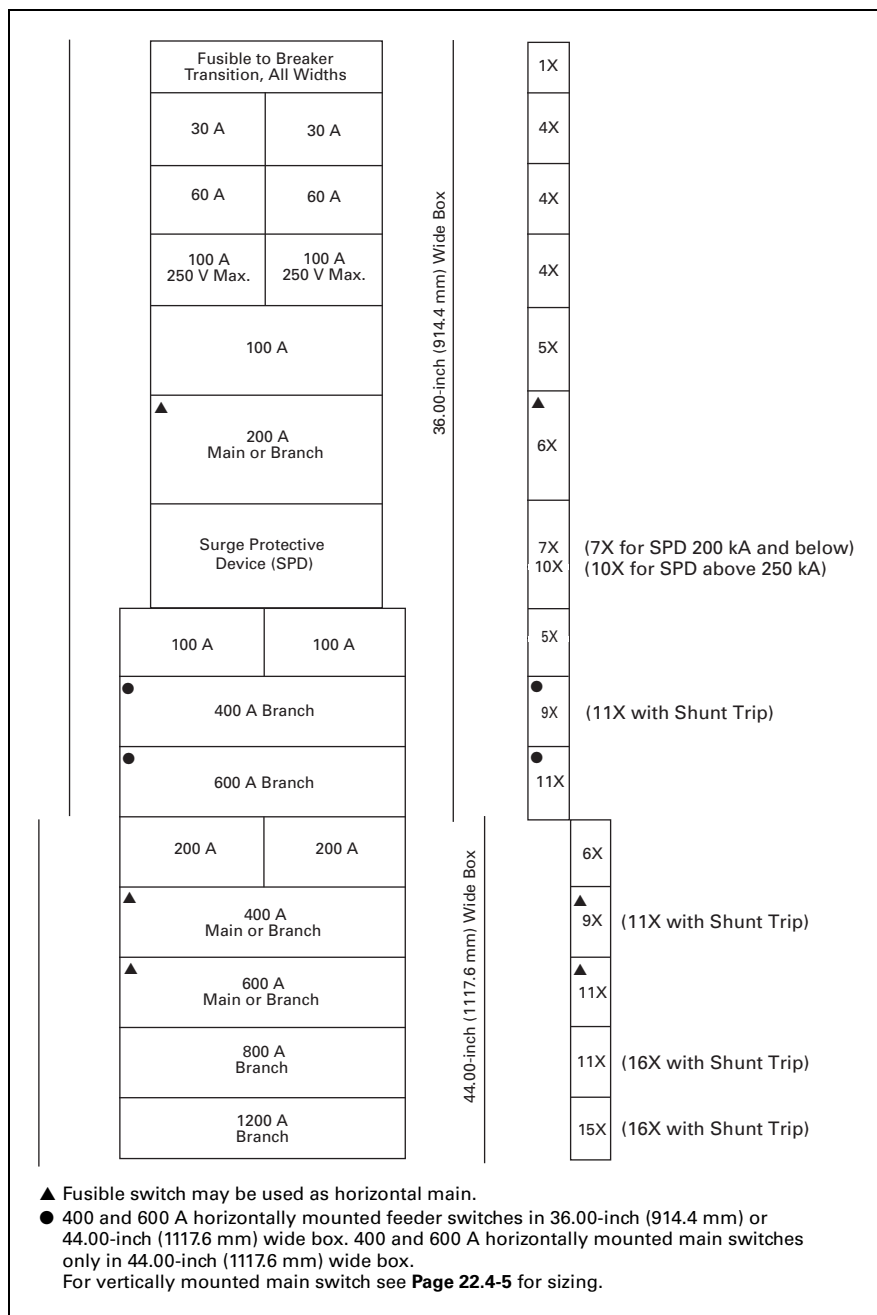 Fusible to Breaker
Transition, All Widths
1X
30 A 30 A
4X
60 A 60 A
4X
100 A
250 V Max.
100 A
250 V Max.
4X
100 A
5X
▲
200 A
Main or Branch
▲
6X
Surge Protective
Device (SPD)
7X (7X for SPD 200 kA and below)
10X (10X for SPD above 250 kA)
36.00-inch (914.4 mm) Wide Box
100 A 100 A
5X
●
400 A Branch
●
9X (11X with Shunt Trip)
●
600 A Branch
●
11X
200 A 200 A
6X
▲
400 A
Main or Branch
▲
9X (11X with Shunt Trip)
▲
600 A
Main or Branch
▲
11X
800 A
Branch
11X (16X with Shunt Trip)
1200 A
Branch
15X (16X with Shunt Trip)
44.00-inch (1117.6 mm) Wide Box
▲ Fusible switch may be used as horizontal main.
● 400 and 600 A horizontally mounted feeder switches in 36.00-inch (914.4 mm) or
44.00-inch (1117.6 mm) wide box. 400 and 600 A horizontally mounted main switches
only in 44.00-inch (1117.6 mm) wide box.
For vertically mounted main switch see Page 22.4-5 for sizing.